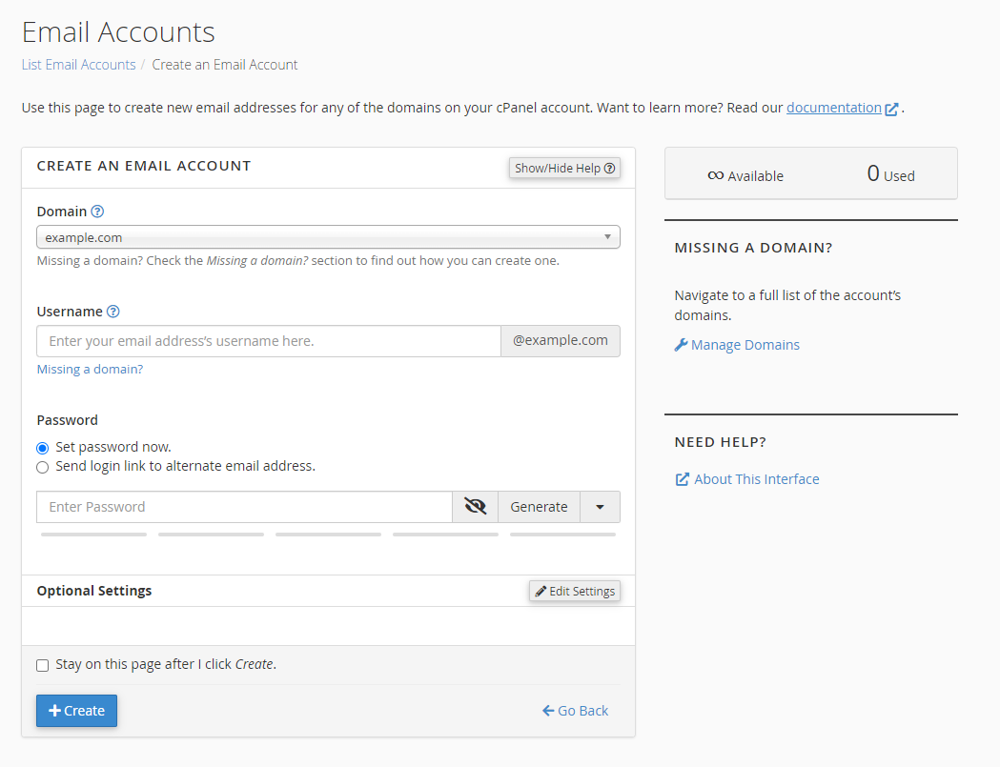 Email Accounts
List Email Accounts / Create an Email Account
Use this page to create new email addresses for any of the domains on your cPanel account. Want to learn more? Read our documentation .
CREATE AN EMAIL ACCOUNT
Show/Hide Help
Domain
example.com
Missing a domain? Check the Missing a domain? section to find out how you can create one.
Username
Enter your email address's username here.
@example.com
Missing a domain?
Password
Set password now.
Send login link to alternate email address.
Enter Password
Generate
Optional Settings
Edit Settings
Stay on this page after I click Create.
Create
Go Back
∞ Available
0 Used
MISSING A DOMAIN?
Navigate to a full list of the account's
domains.
Manage Domains
NEED HELP?
About This Interface